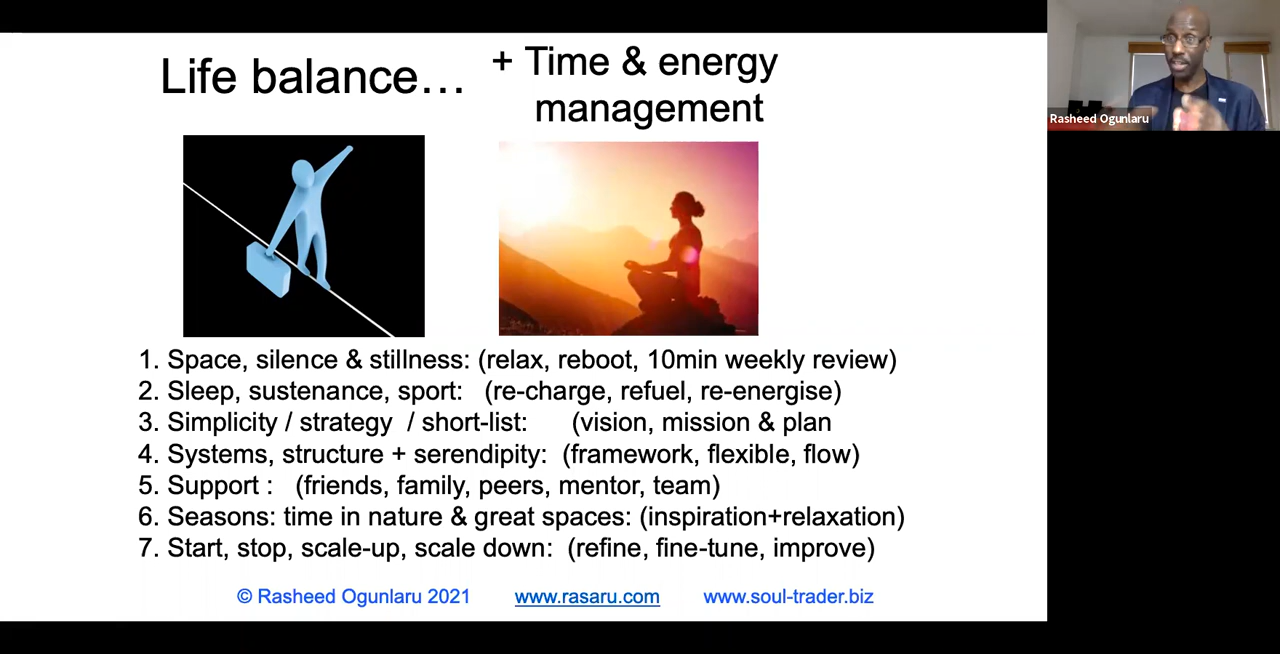 Life balance…
+ Time & energy
management
1. Space, silence & stillness: (relax, reboot, 10min weekly review)
2. Sleep, sustenance, sport: (re-charge, refuel, re-energise)
3. Simplicity / strategy / short-list: (vision, mission & plan
4. Systems, structure + serendipity: (framework, flexible, flow)
5. Support : (friends, family, peers, mentor, team)
6. Seasons: time in nature & great spaces: (inspiration+relaxation)
7. Start, stop, scale-up, scale down: (refine, fine-tune, improve)
© Rasheed Ogunlaru 2021 www.rasaru.com www.soul-trader.biz
Rasheed Ogunlaru